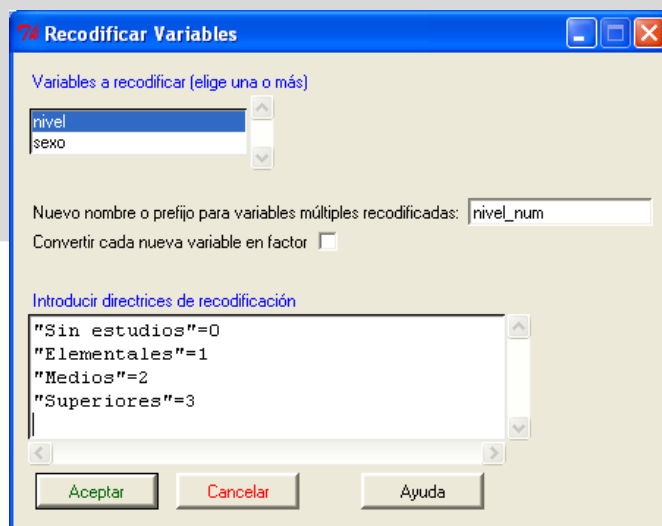 Recodificar Variables
Variables a recodificar (elige una o más)
nivel
sexo
Nuevo nombre o prefijo para variables múltiples recodificadas: nivel_num
Convertir cada nueva variable en factor
Introducir directrices de recodificación
"Sin estudios"=0
"Elementales"=1
"Medios"=2
"Superiores"=3
Aceptar Cancelar Ayuda